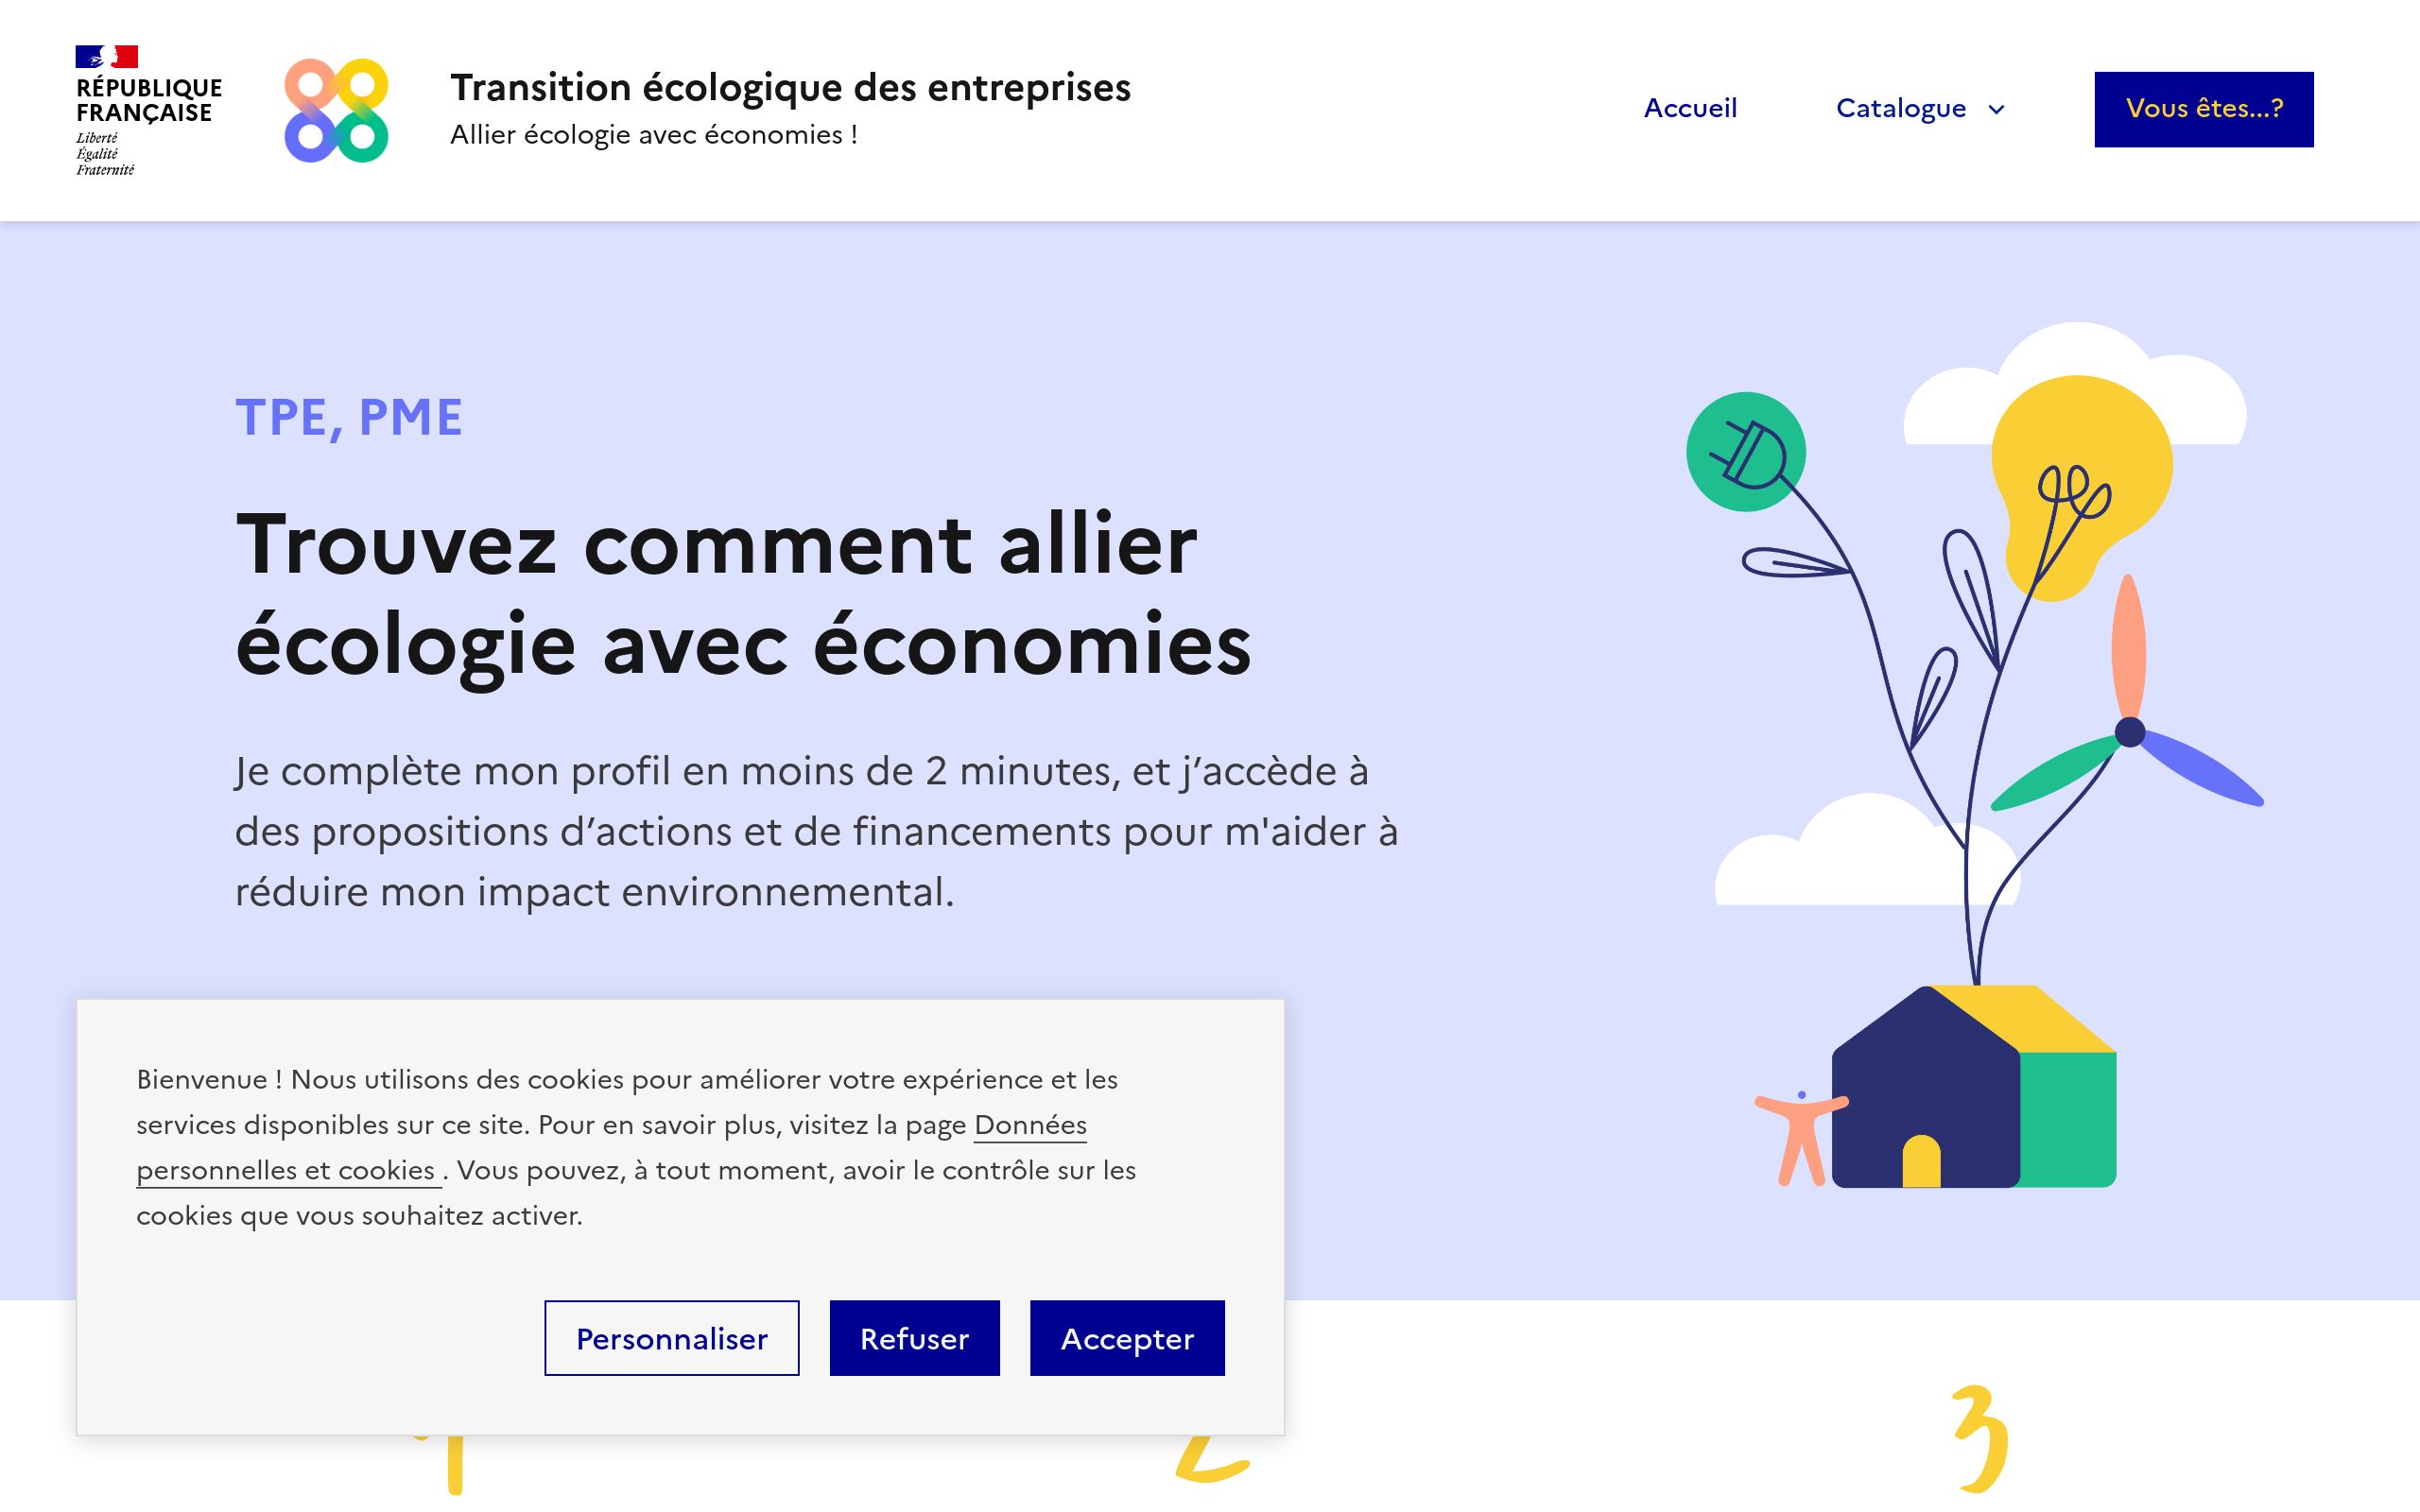 RÉPUBLIQUE
FRANÇAISE
Liberté
Égalité
Fraternité
Transition écologique des entreprises
Allier écologie avec économies !
Accueil
Catalogue
Vous êtes...?
TPE, PME
Trouvez comment allier
écologie avec économies
Je complète mon profil en moins de 2 minutes, et j’accède à
des propositions d’actions et de financements pour m'aider à
réduire mon impact environnemental.
Bienvenue ! Nous utilisons des cookies pour améliorer votre expérience et les
services disponibles sur ce site. Pour en savoir plus, visitez la page Données
personnelles et cookies . Vous pouvez, à tout moment, avoir le contrôle sur les
cookies que vous souhaitez activer.
Personnaliser
Refuser
Accepter
1
2
3